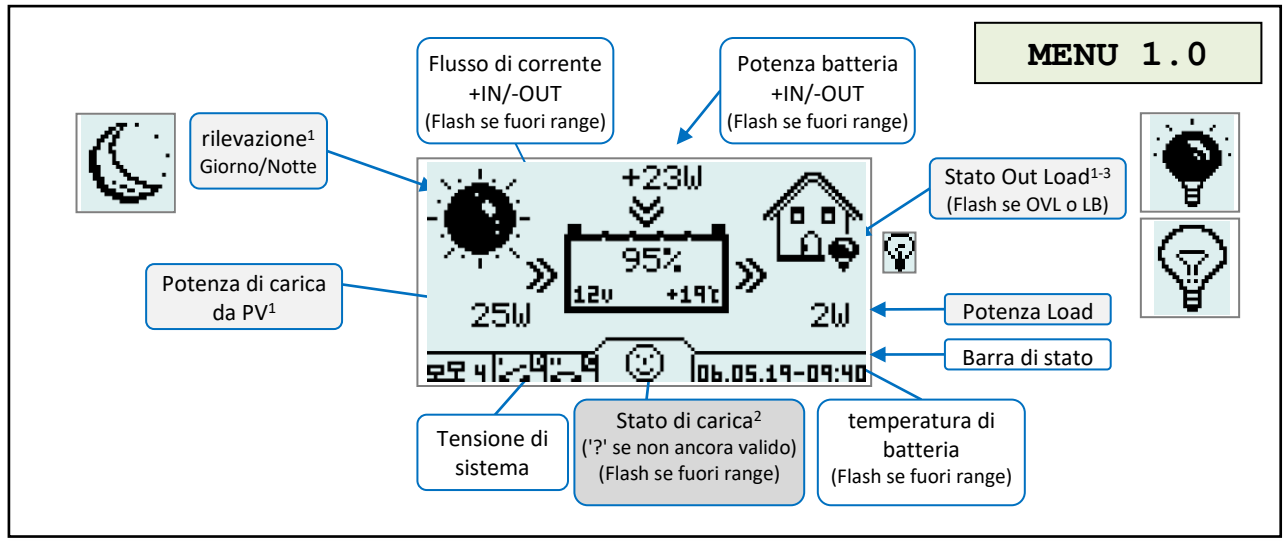 MENU 1.0
Flusso di corrente
+IN/-OUT
(Flash se fuori range)
Potenza batteria
+IN/-OUT
(Flash se fuori range)
rilevazione1
Giorno/Notte
Stato Out Load1-3
(Flash se OVL o LB)
+23W
95%
12v +19℃
25W
2W
Potenza di carica
da PV1
Potenza Load
Barra di stato
4
06.05.19-09:40
Tensione di
sistema
Stato di carica2
('?' se non ancora valido)
(Flash se fuori range)
temperatura di
batteria
(Flash se fuori range)